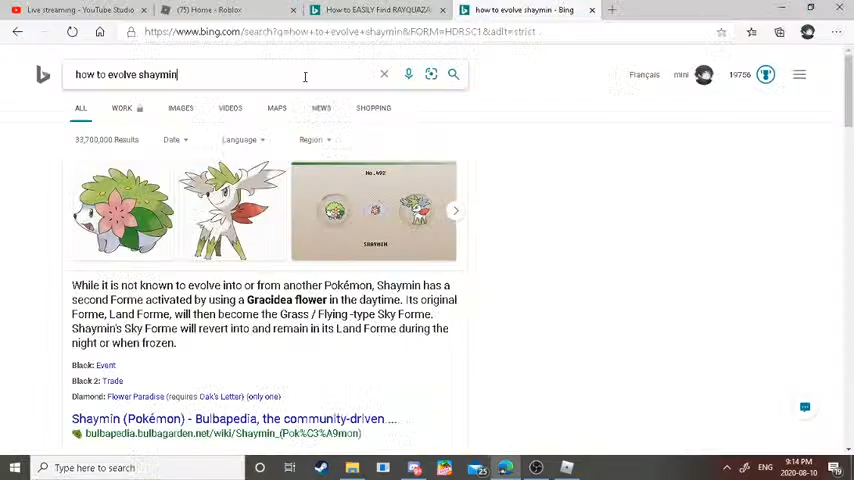 Live streaming - YouTube Studio
(75) Home - Roblox
How to EASILY Find RAYQUAZA
how to evolve shaymin - Bing
https://www.bing.com/search?q=how+to+evolve+shaymin&FORM=HDRSC1&adlt=strict
how to evolve shaymin
Français
mini
19756
ALL
WORK
IMAGES
VIDEOS
MAPS
NEWS
SHOPPING
33,700,000 Results
Date
Language
Region
No.492
SHAYMIN
While it is not known to evolve into or from another Pokémon, Shaymin has a
second Forme activated by using a Gracidea flower in the daytime. Its original
Forme, Land Forme, will then become the Grass / Flying -type Sky Forme.
Shaymin's Sky Forme will revert into and remain in its Land Forme during the
night or when frozen.
Black: Event
Black 2: Trade
Diamond: Flower Paradise (requires Oak's Letter) (only one)
Shaymin (Pokémon) - Bulbapedia, the community-driven ...
bulbapedia.bulbagarden.net/wiki/Shaymin_(Pok%C3%A9mon)
Type here to search
25
ENG
9:14 PM
2020-08-10
19